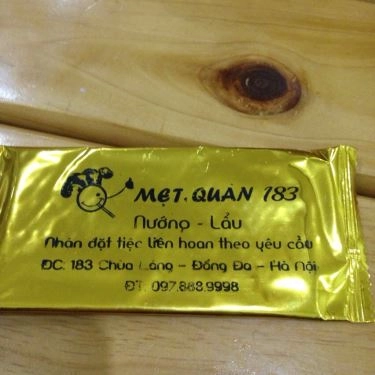 MẸT. QUÁN 183
Nướng - Lẩu
Nhận đặt tiệc liên hoan theo yêu cầu
ĐC: 183 Chùa Láng - Đống Đa - Hà Nội
ĐT: 097.888.9998